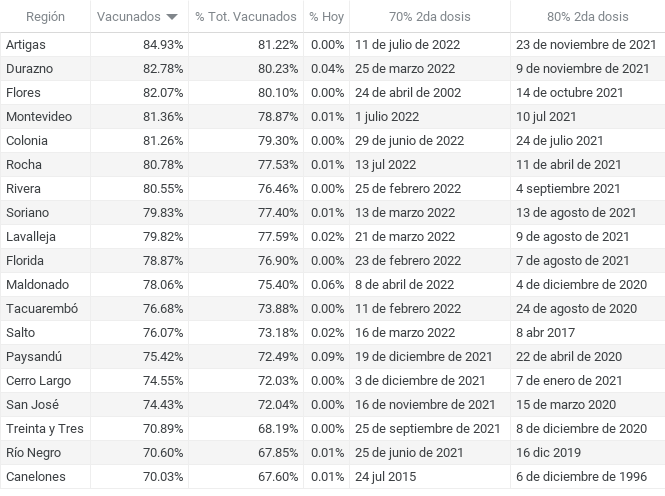 Región Vacunados % Tot. Vacunados % Hoy 70% 2da dosis 80% 2da dosis
Artigas 84.93% 81.22% 0.00% 11 de julio de 2022 23 de noviembre de 2021
Durazno 82.78% 80.23% 0.04% 25 de marzo 2022 9 de noviembre de 2021
Flores 82.07% 80.10% 0.00% 24 de abril de 2002 14 de octubre 2021
Montevideo 81.36% 78.87% 0.01% 1 julio 2022 10 jul 2021
Colonia 81.26% 79.30% 0.00% 29 de junio de 2022 24 de julio 2021
Rocha 80.78% 77.53% 0.01% 13 jul 2022 11 de abril de 2021
Rivera 80.55% 76.46% 0.00% 25 de febrero 2022 4 septiembre 2021
Soriano 79.83% 77.40% 0.01% 13 de marzo 2022 13 de agosto de 2021
Lavalleja 79.82% 77.59% 0.02% 21 de marzo 2022 9 de agosto de 2021
Florida 78.87% 76.90% 0.00% 23 de febrero 2022 7 de agosto de 2021
Maldonado 78.06% 75.40% 0.06% 8 de abril de 2022 4 de diciembre de 2020
Tacuarembó 76.68% 73.88% 0.00% 11 de febrero 2022 24 de agosto de 2020
Salto 76.07% 73.18% 0.02% 16 de marzo 2022 8 abr 2017
Paysandú 75.42% 72.49% 0.09% 19 de diciembre de 2021 22 de abril de 2020
Cerro Largo 74.55% 72.03% 0.00% 3 de diciembre de 2021 7 de enero de 2021
San José 74.43% 72.04% 0.00% 16 de noviembre de 2021 15 de marzo 2020
Treinta y Tres 70.89% 68.19% 0.00% 25 de septiembre de 2021 8 de diciembre de 2020
Río Negro 70.60% 67.85% 0.01% 25 de junio de 2021 16 dic 2019
Canelones 70.03% 67.60% 0.01% 24 jul 2015 6 de diciembre de 1996